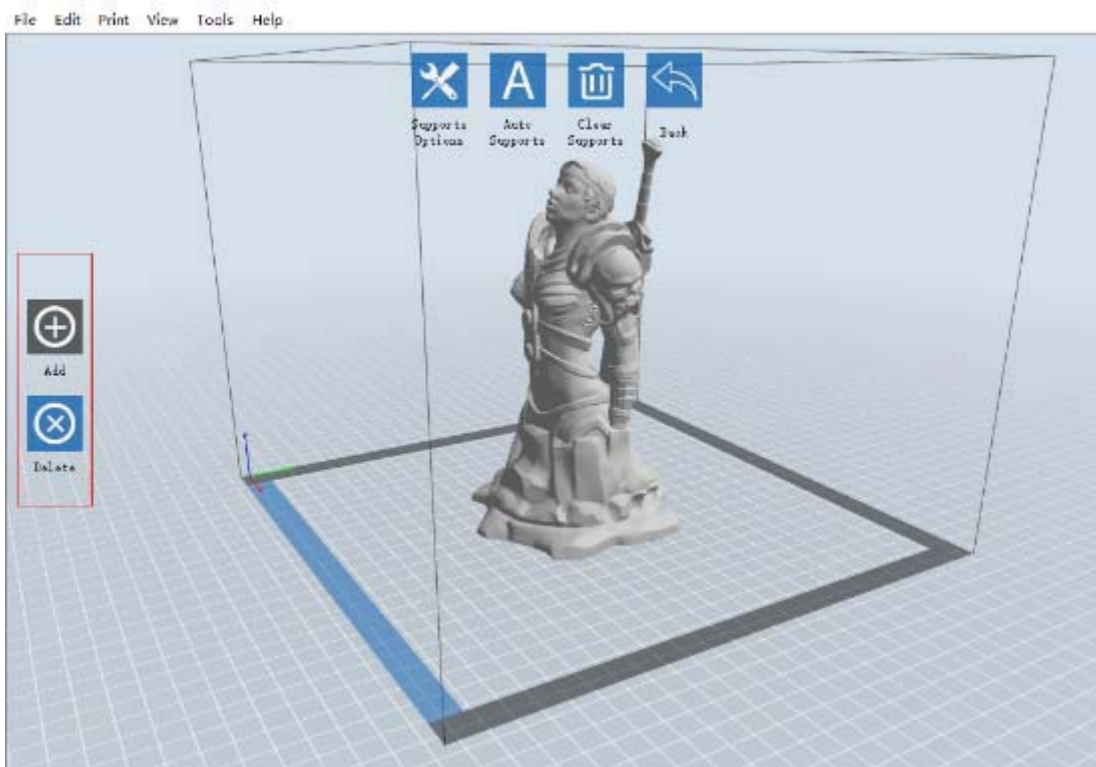 File Edit Print View Tools Help
Supports
Options
Auto
Supports
Clear
Supports
Back
Add
Delete